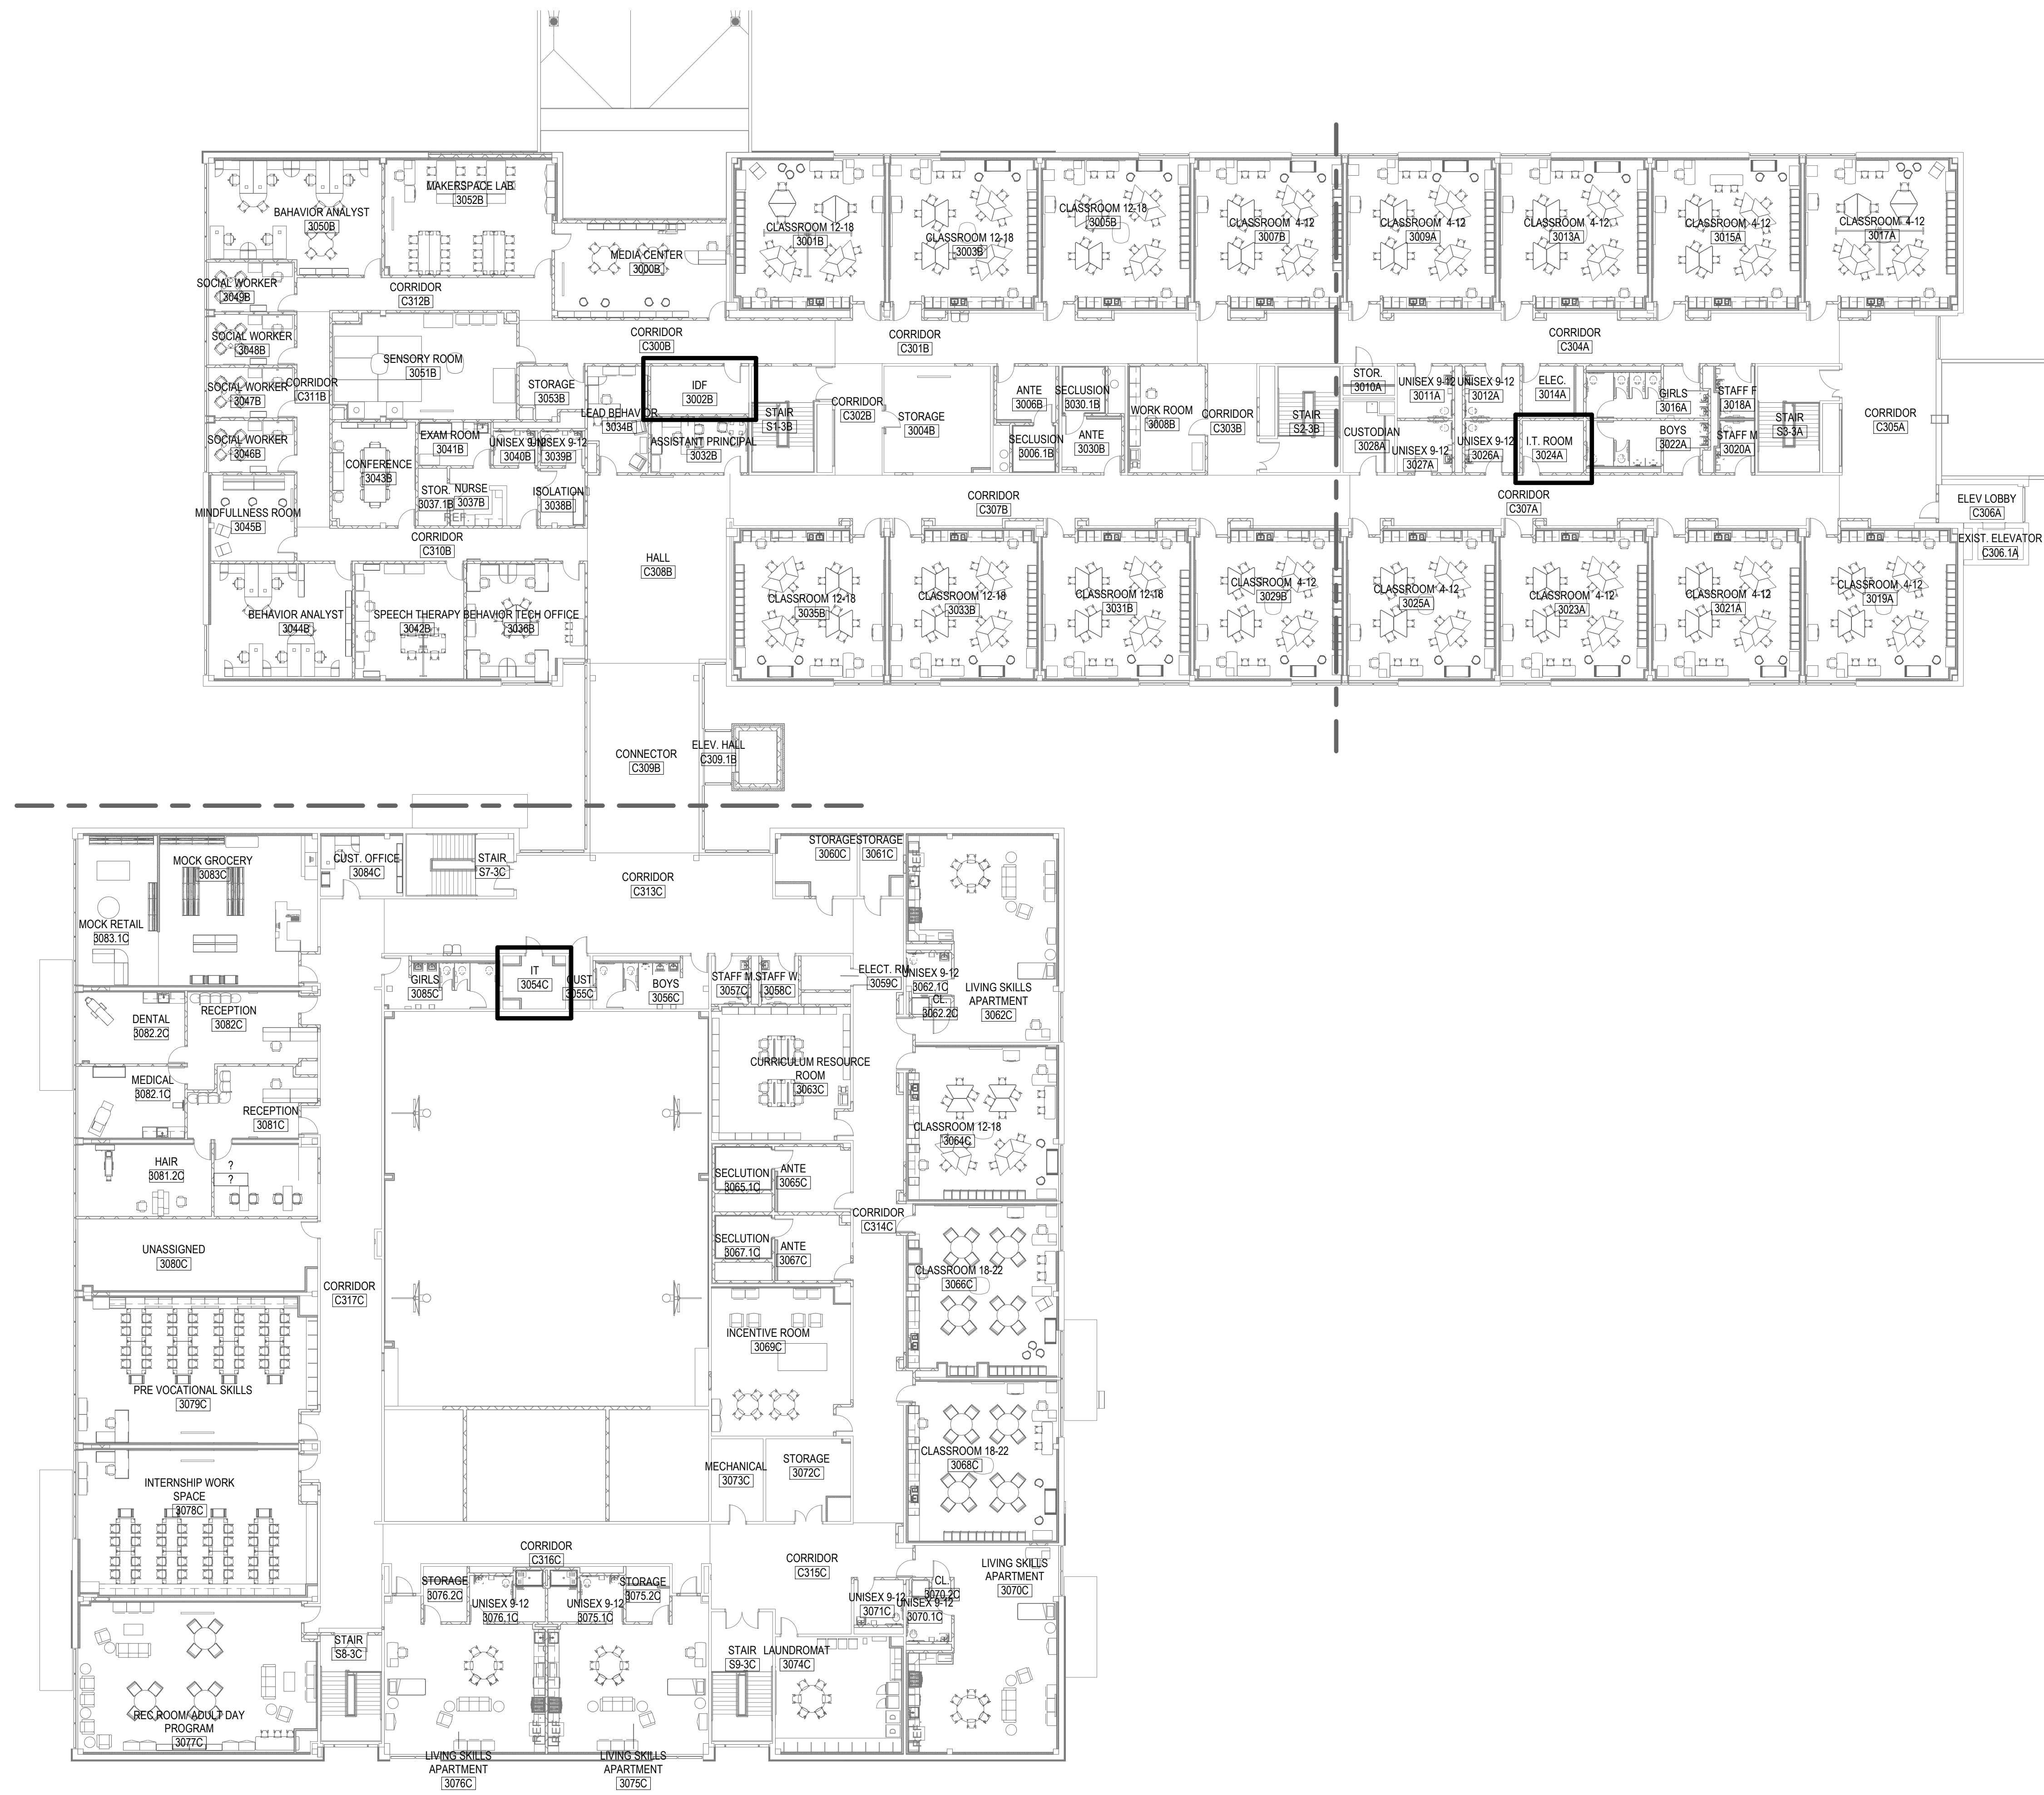 BAHAVIOR ANALYST
3050B
MAKERSPACE LAB
3052B
MEDIA CENTER
3000B
CLASSROOM 12-18
3001B
CLASSROOM 12-18
3003B
CLASSROOM 12-18
3005B
CLASSROOM 4-12
3007B
CLASSROOM 4-12
3009A
CLASSROOM 4-12
3013A
CLASSROOM 4-12
3015A
CLASSROOM 4-12
3017A
SOCIAL WORKER
3049B
CORRIDOR
C312B
SOCIAL WORKER
3048B
CORRIDOR
C300B
CORRIDOR
C301B
CORRIDOR
C304A
SENSORY ROOM
3051B
SOCIAL WORKER
3047B
CORRIDOR
C311B
STORAGE
3053B
IDF
3002B
LEAD BEHAVIOR
3034B
STAIR
S1-3B
CORRIDOR
C302B
STORAGE
3004B
ANTE
3006B
SECLUSION
3030.1B
WORK ROOM
3008B
CORRIDOR
C303B
STAIR
S2-3B
STOR.
3010A
UNISEX 9-12
3011A
UNISEX 9-12
3012A
ELEC.
3014A
GIRLS
3016A
STAFF F
3018A
STAIR
S3-3A
CORRIDOR
C305A
SOCIAL WORKER
3046B
CONFERENCE
3043B
EXAM ROOM
3041B
UNISEX 9-12
3040B
UNISEX 9-12
3039B
ASSISTANT PRINCIPAL
3032B
SECLUSION
3006.1B
ANTE
3030B
CUSTODIAN
3028A
UNISEX 9-12
3027A
UNISEX 9-12
3026A
I.T. ROOM
3024A
BOYS
3022A
STAFF M
3020A
MINDFULLNESS ROOM
3045B
STOR.
3037.1B
NURSE
3037B
REF.
ISOLATION
3038B
CORRIDOR
C307B
CORRIDOR
C307A
ELEV LOBBY
C306A
EXIST. ELEVATOR
C306.1A
CORRIDOR
C310B
HALL
C308B
BEHAVIOR ANALYST
3044B
SPEECH THERAPY
3042B
BEHAVIOR TECH OFFICE
3036B
CLASSROOM 12-18
3035B
CLASSROOM 12-18
3033B
CLASSROOM 12-18
3031B
CLASSROOM 4-12
3029B
CLASSROOM 4-12
3025A
CLASSROOM 4-12
3023A
CLASSROOM 4-12
3021A
CLASSROOM 4-12
3019A
CONNECTOR
C309B
ELEV. HALL
C309.1B
MOCK GROCERY
3083C
CUST. OFFICE
3084C
STAIR
S7-3C
CORRIDOR
C313C
STORAGE
3060C
STORAGE
3061C
REF
MOCK RETAIL
3083.1C
GIRLS
3085C
IT
3054C
CUST
3055C
BOYS
3056C
STAFF M.
3057C
STAFF W.
3058C
ELECT. RM
3059C
UNISEX 9-12
3062.1C
CL.
3062.2C
LIVING SKILLS
APARTMENT
3062C
DENTAL
3082.2C
RECEPTION
3082C
MEDICAL
3082.1C
RECEPTION
3081C
CURRICULUM RESOURCE
ROOM
3063C
CLASSROOM 12-18
3064C
HAIR
3081.2C
?
?
SECLUTION
3065.1C
ANTE
3065C
CORRIDOR
C314C
SECLUTION
3067.1C
ANTE
3067C
UNASSIGNED
3080C
CORRIDOR
C317C
CLASSROOM 18-22
3066C
INCENTIVE ROOM
3069C
PRE VOCATIONAL SKILLS
3079C
CLASSROOM 18-22
3068C
MECHANICAL
3073C
STORAGE
3072C
INTERNSHIP WORK
SPACE
3078C
CORRIDOR
C316C
CORRIDOR
C315C
LIVING SKILLS
APARTMENT
3070C
STORAGE
3076.2C
UNISEX 9-12
3076.1C
UNISEX 9-12
3075.1C
STORAGE
3075.2C
UNISEX 9-12
3071C
CL.
3070.2C
UNISEX 9-12
3070.1C
STAIR
S8-3C
STAIR
S9-3C
LAUNDROMAT
3074C
REC ROOM/ADULT DAY
PROGRAM
3077C
REF
REF
REF
LIVING SKILLS
APARTMENT
3076C
LIVING SKILLS
APARTMENT
3075C